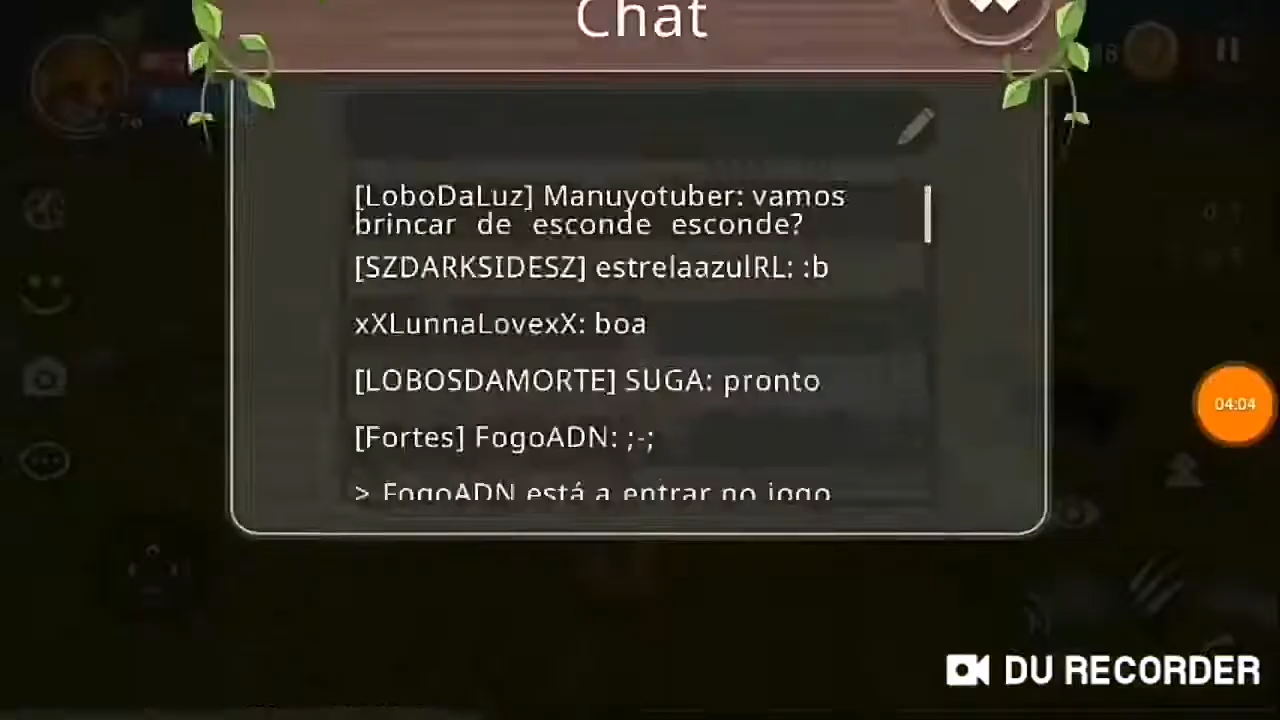 Chat
[LoboDaLuz] Manuyotuber: vamos
brincar de esconde esconde?
[SZDARKSIDESZ] estrelaazulRL: :b
xXLunnaLovexX: boa
[LOBOSDAMORTE] SUGA: pronto
04:04
[Fortes] FogoADN: ;-;
> FogoADN está a entrar no jogo
DU RECORDER